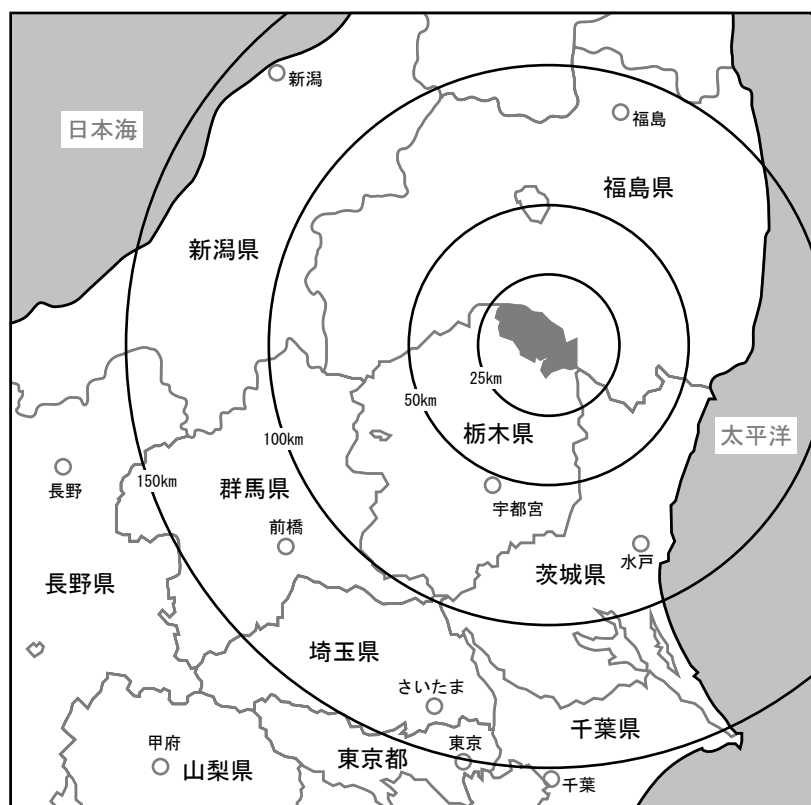 新潟
日本海
福島
福島県
新潟県
25km
50km
栃木県
100km
太平洋
長野
150km
群馬県
宇都宮
前橋
水戸
茨城県
長野県
埼玉県
さいたま
千葉県
甲府
山梨県
東京都
東京
千葉